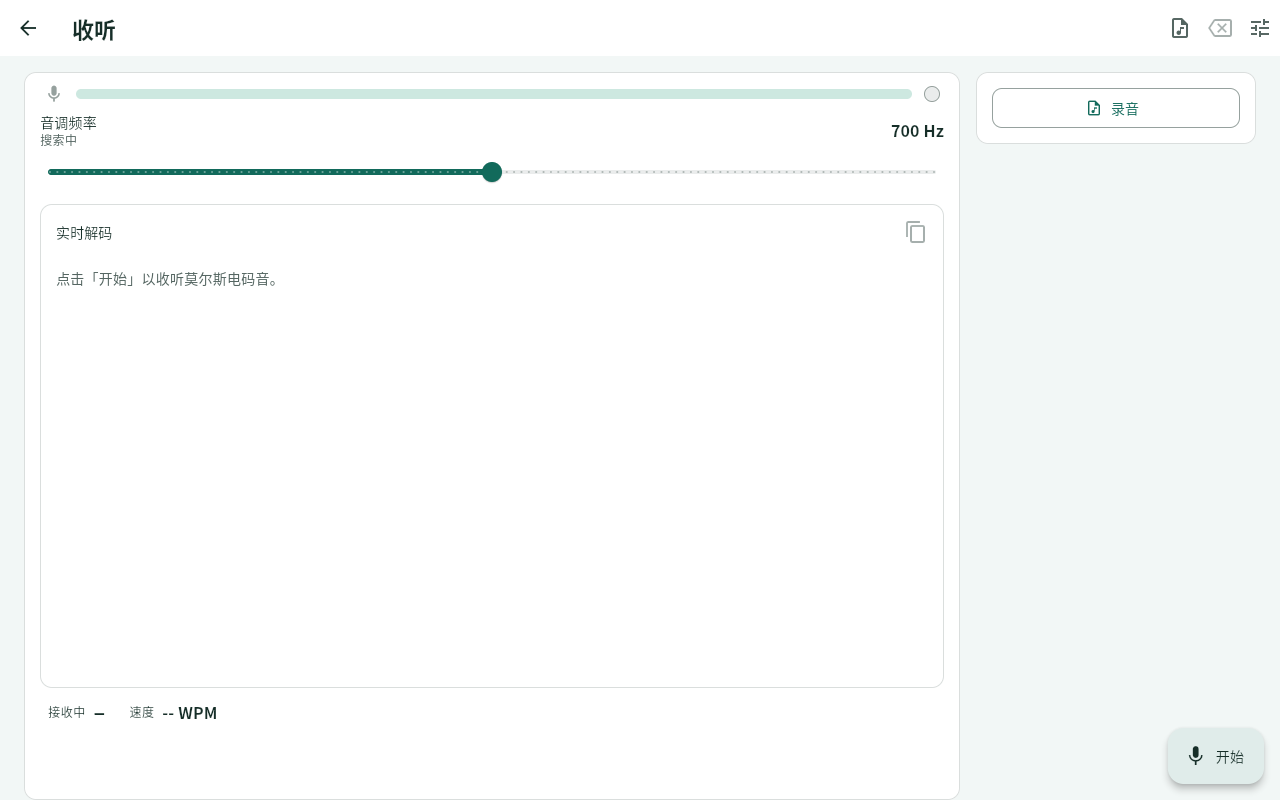 收听
音调频率
搜索中
700 Hz
录音
实时解码
点击「开始」以收听莫尔斯电码音。
接收中 – 速度 -- WPM
开始